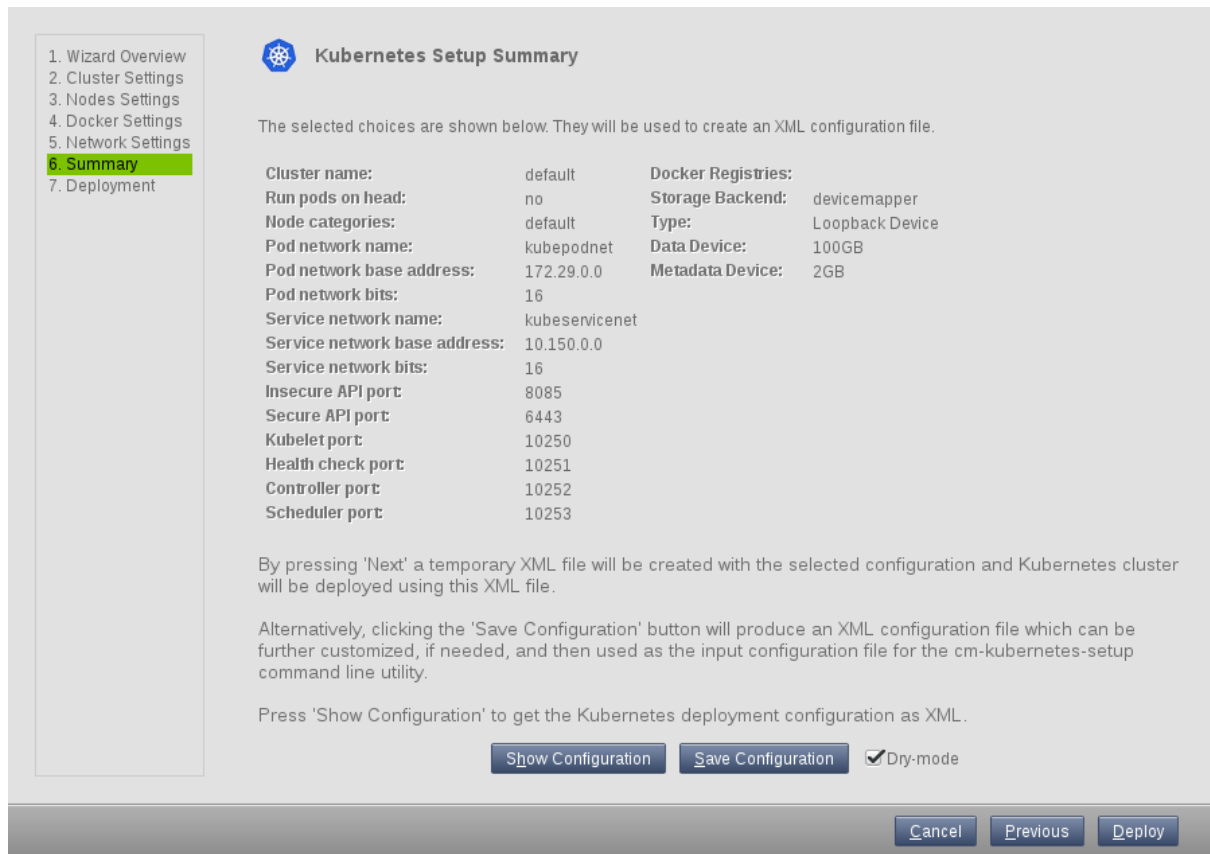 1. Wizard Overview
2. Cluster Settings
3. Nodes Settings
4. Docker Settings
5. Network Settings
6. Summary
7. Deployment
Kubernetes Setup Summary
The selected choices are shown below. They will be used to create an XML configuration file.
Cluster name: default
Run pods on head: no
Node categories: default
Pod network name: kubepodnet
Pod network base address: 172.29.0.0
Pod network bits: 16
Service network name: kubeservicenet
Service network base address: 10.150.0.0
Service network bits: 16
Insecure API port: 8085
Secure API port: 6443
Kubelet port: 10250
Health check port: 10251
Controller port: 10252
Scheduler port: 10253
Docker Registries:
Storage Backend: devicemapper
Type: Loopback Device
Data Device: 100GB
Metadata Device: 2GB
By pressing 'Next' a temporary XML file will be created with the selected configuration and Kubernetes cluster
will be deployed using this XML file.
Alternatively, clicking the 'Save Configuration' button will produce an XML configuration file which can be
further customized, if needed, and then used as the input configuration file for the cm-kubernetes-setup
command line utility.
Press 'Show Configuration' to get the Kubernetes deployment configuration as XML.
Show Configuration
Save Configuration
Dry-mode
Cancel
Previous
Deploy